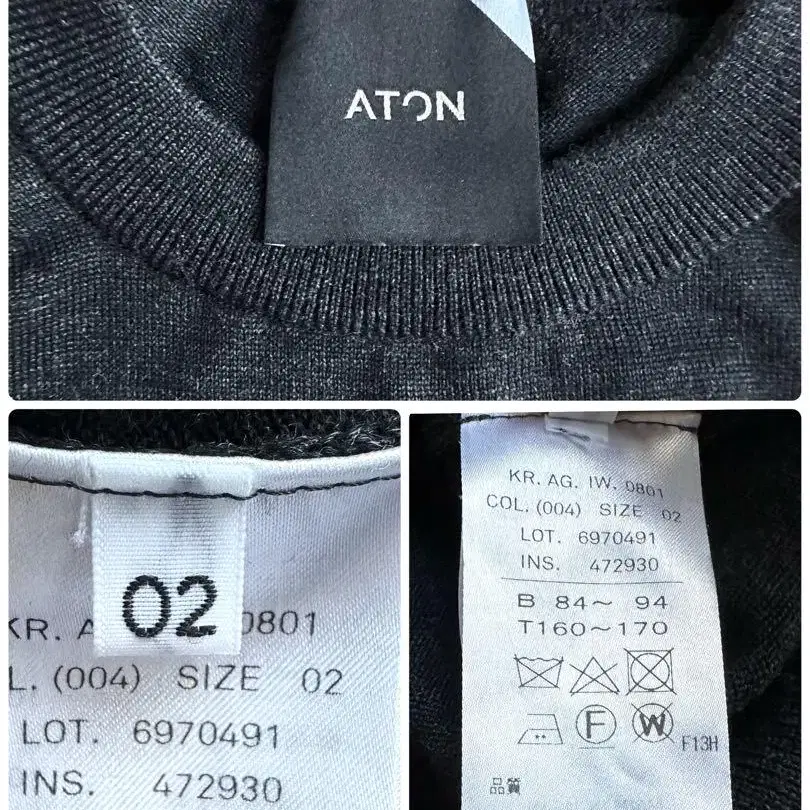 ATON
02
KR. A 0801
L. (004) SIZE 02
LOT. 6970491
INS. 472930
KR. AG. IW. 0801
COL. (004) SIZE 02
LOT. 6970491
INS. 472930
B 84～ 94
T160～170
F W
F13H
品質